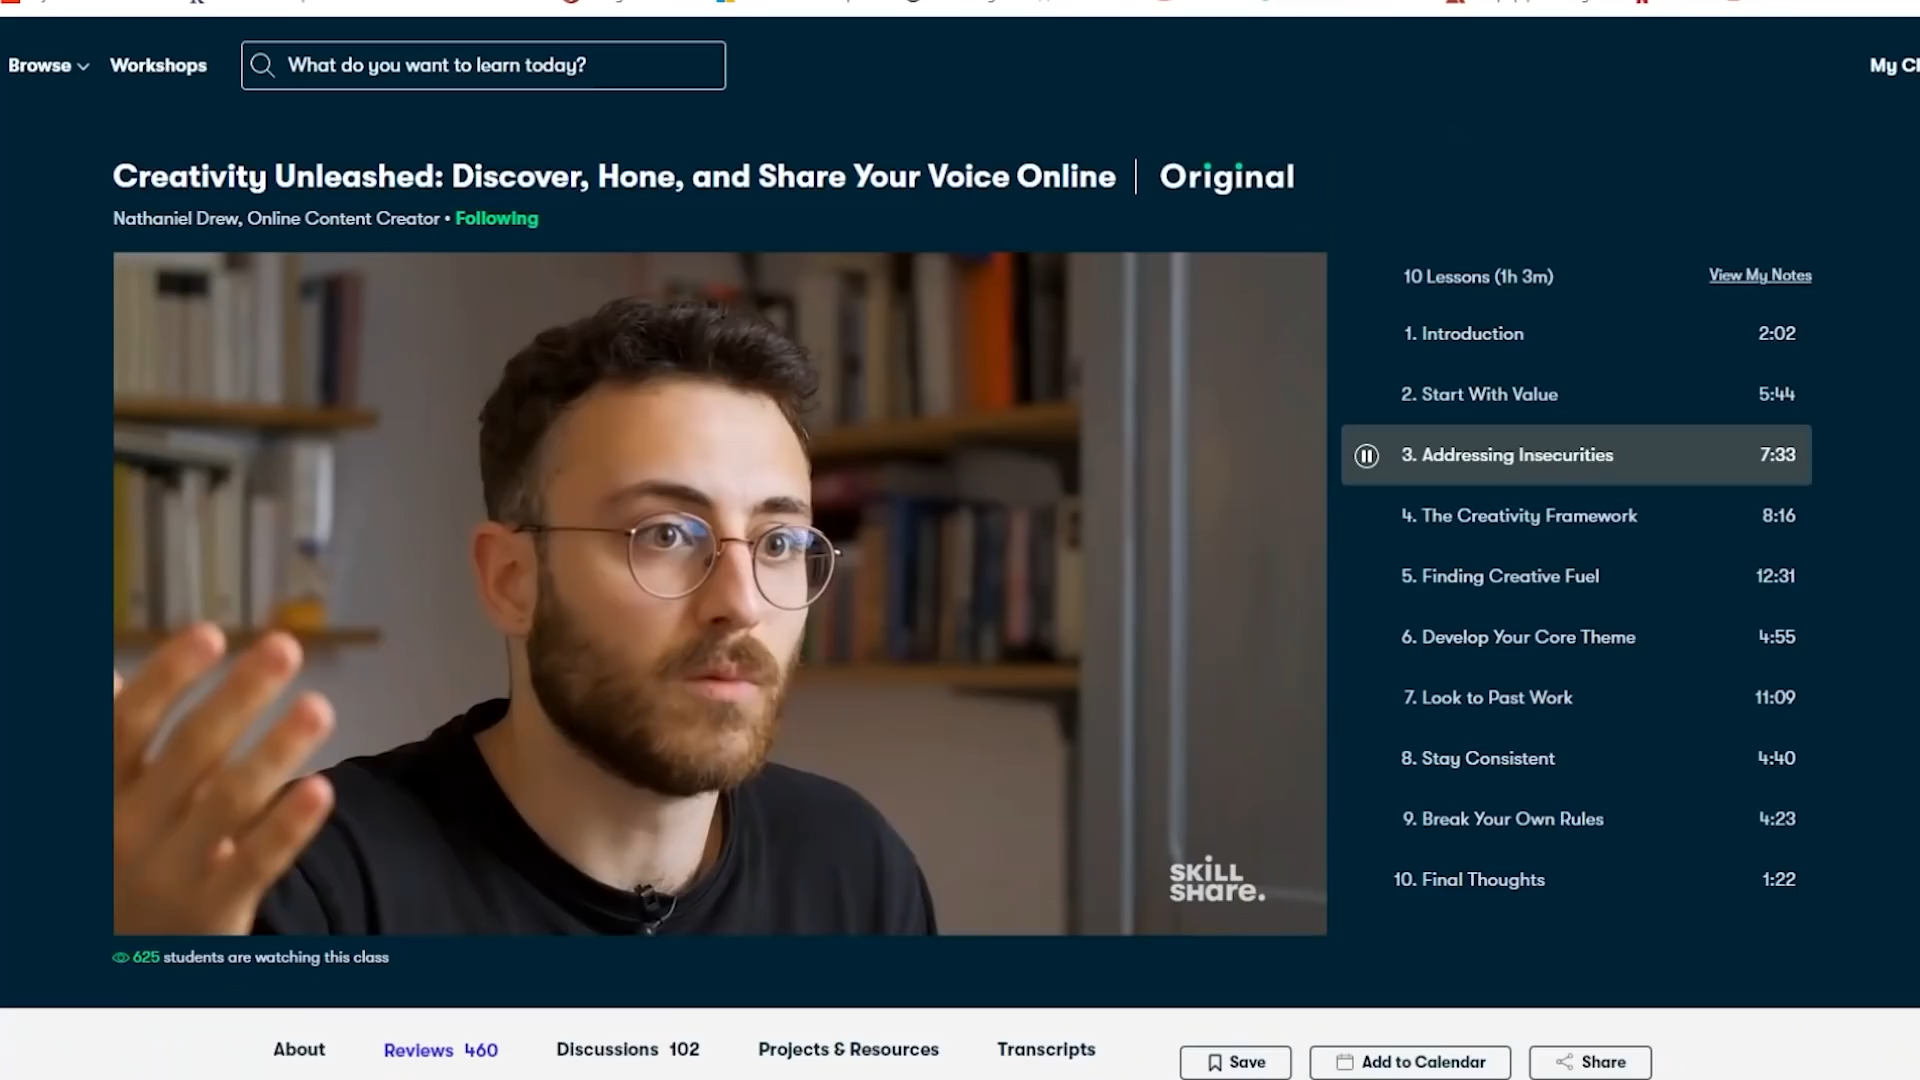 Browse
Workshops
What do you want to learn today?
My Cl
Creativity Unleashed: Discover, Hone, and Share Your Voice Online | Original
Nathaniel Drew, Online Content Creator • Following
10 Lessons (1h 3m)
View My Notes
1. Introduction 2:02
2. Start With Value 5:44
3. Addressing Insecurities 7:33
4. The Creativity Framework 8:16
5. Finding Creative Fuel 12:31
6. Develop Your Core Theme 4:55
7. Look to Past Work 11:09
8. Stay Consistent 4:40
9. Break Your Own Rules 4:23
10. Final Thoughts 1:22
SKiLL
SHare.
625 students are watching this class
About
Reviews 460
Discussions 102
Projects & Resources
Transcripts
Save
Add to Calendar
Share